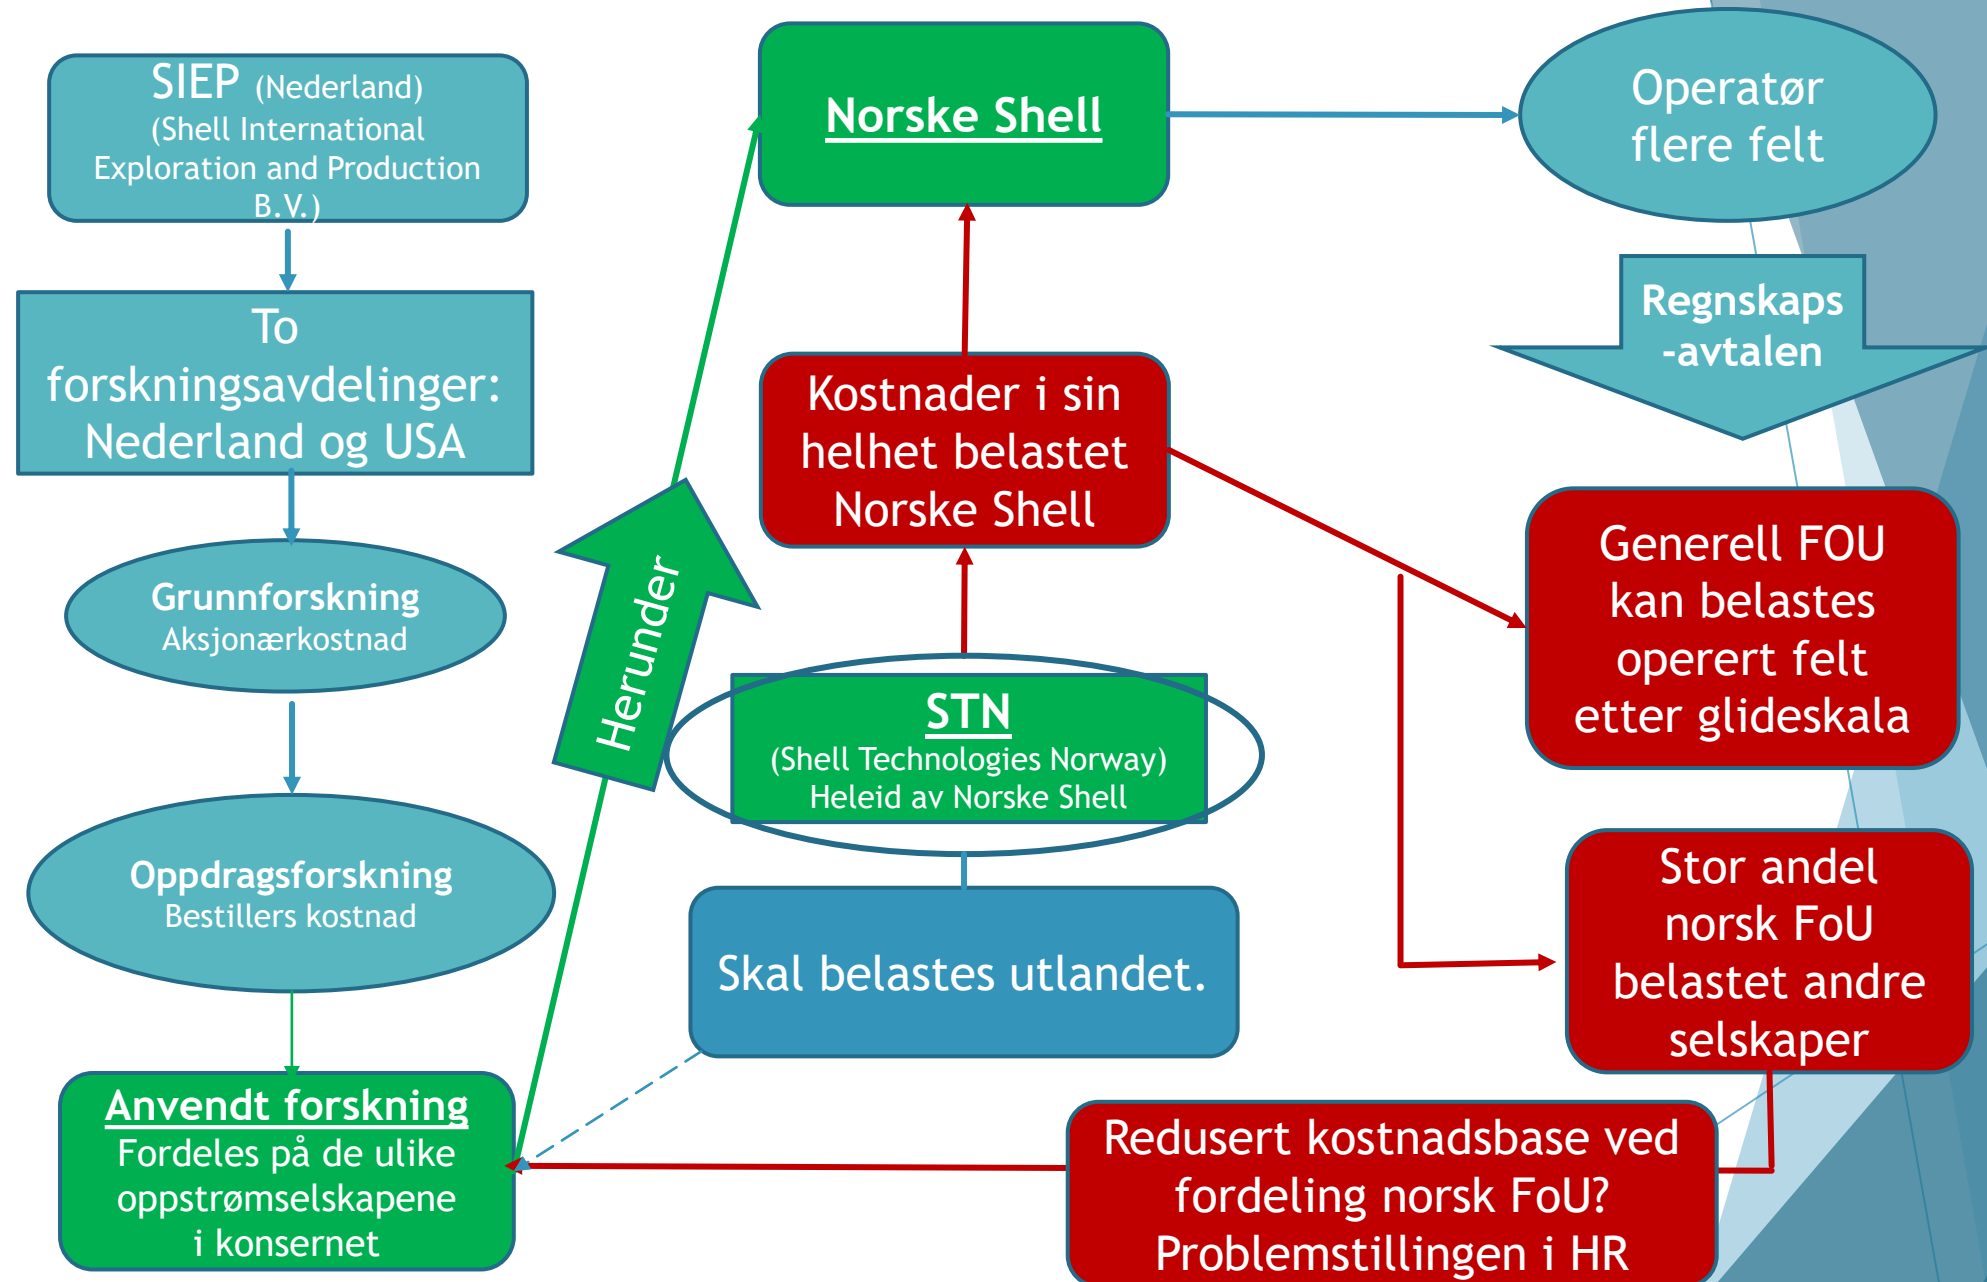 SIEP (Nederland)
(Shell International
Exploration and Production
B.V.)
To
forskningsavdelinger:
Nederland og USA
Grunnforskning
Aksjonærkostnad
Oppdragsforskning
Bestillers kostnad
Anvendt forskning
Fordeles på de ulike
oppstrømselskapene
i konsernet
Herunder
Norske Shell
Kostnader i sin
helhet belastet
Norske Shell
STN
(Shell Technologies Norway)
Heleid av Norske Shell
Skal belastes utlandet.
Operatør
flere felt
Regnskaps
-avtalen
Generell FOU
kan belastes
operert felt
etter glideskala
Stor andel
norsk FoU
belastet andre
selskaper
Redusert kostnadsbase ved
fordeling norsk FoU?
Problemstillingen i HR